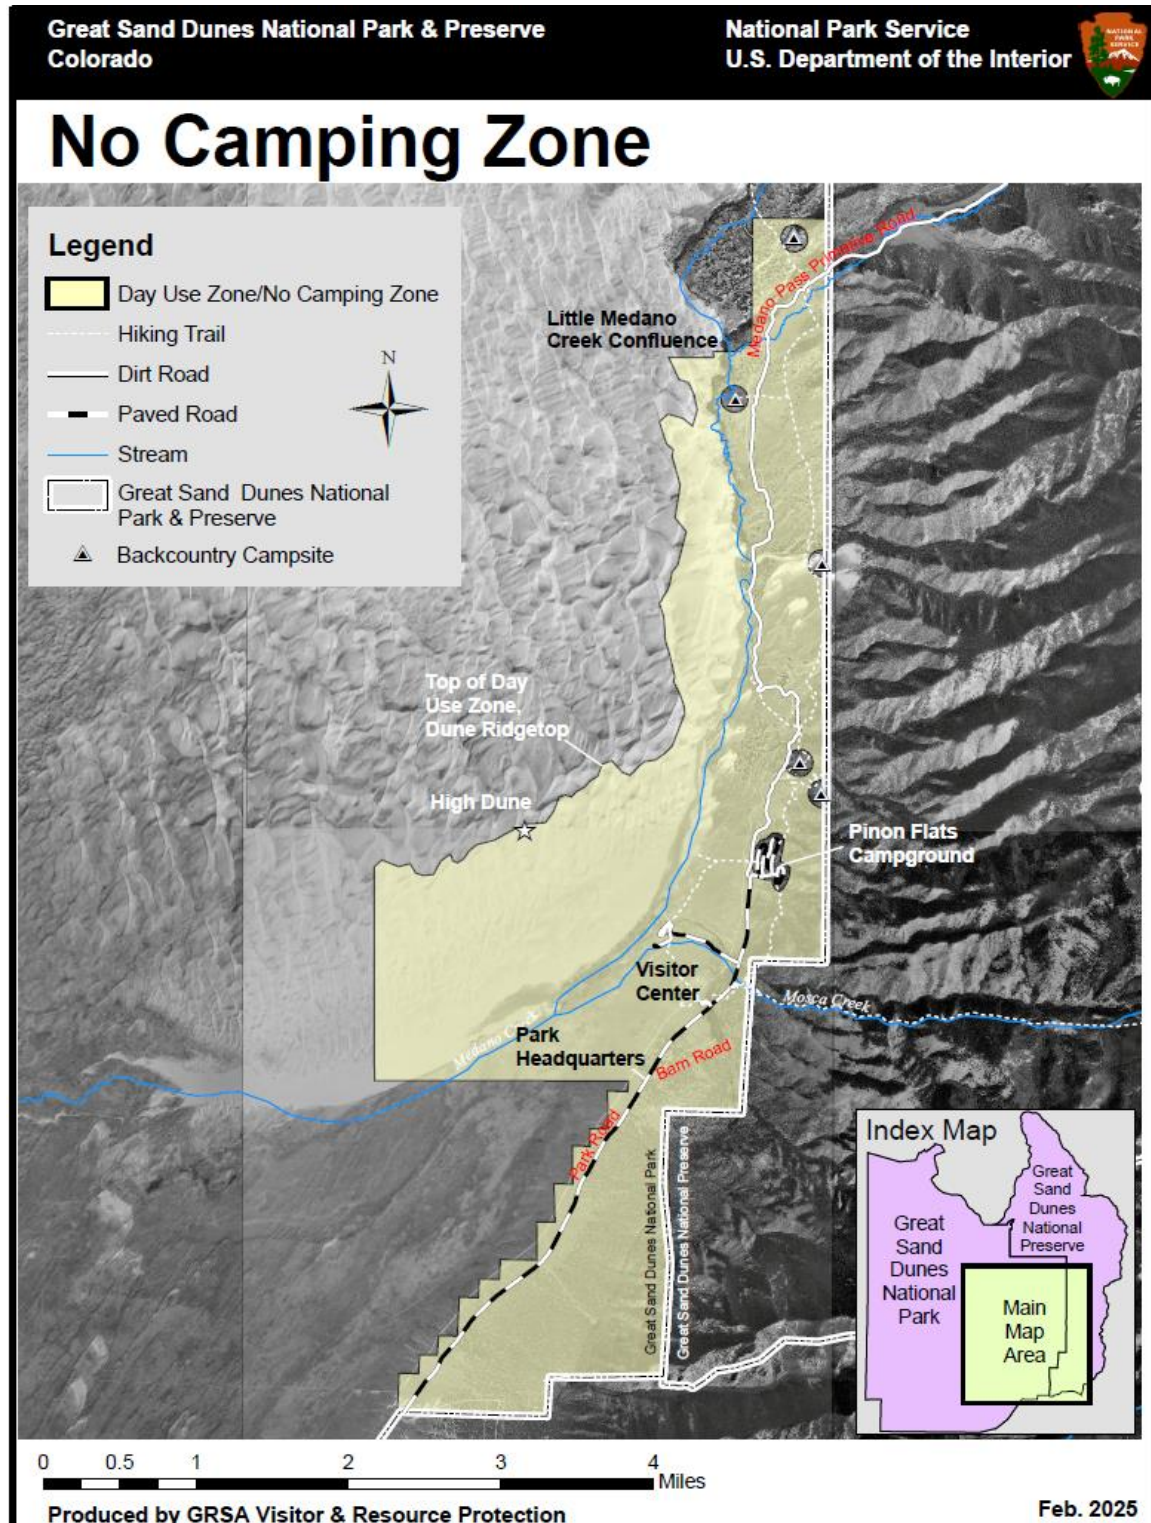 Great Sand Dunes National Park & Preserve
Colorado
National Park Service
U.S. Department of the Interior
NATIONAL
PARK
SERVICE
No Camping Zone
Legend
Day Use Zone/No Camping Zone
Hiking Trail
Dirt Road
Paved Road
Stream
Great Sand  Dunes National
Park & Preserve
Backcountry Campsite
N
Medano Pass Primitive Road
Little Medano
Creek Confluence
Top of Day
Use Zone,
Dune Ridgetop
High Dune
Pinon Flats
Campground
Visitor
Center
Mosca Creek
Medano Creek
Park
Headquarters
Barn Road
Park Road
Great Sand Dunes National Park
Great Sand Dunes National Preserve
Index Map
Great
Sand
Dunes
National
Preserve
Great
Sand
Dunes
National
Park
Main
Map
Area
0 0.5 1 2 3 4
Miles
Produced by GRSA Visitor & Resource Protection
Feb. 2025